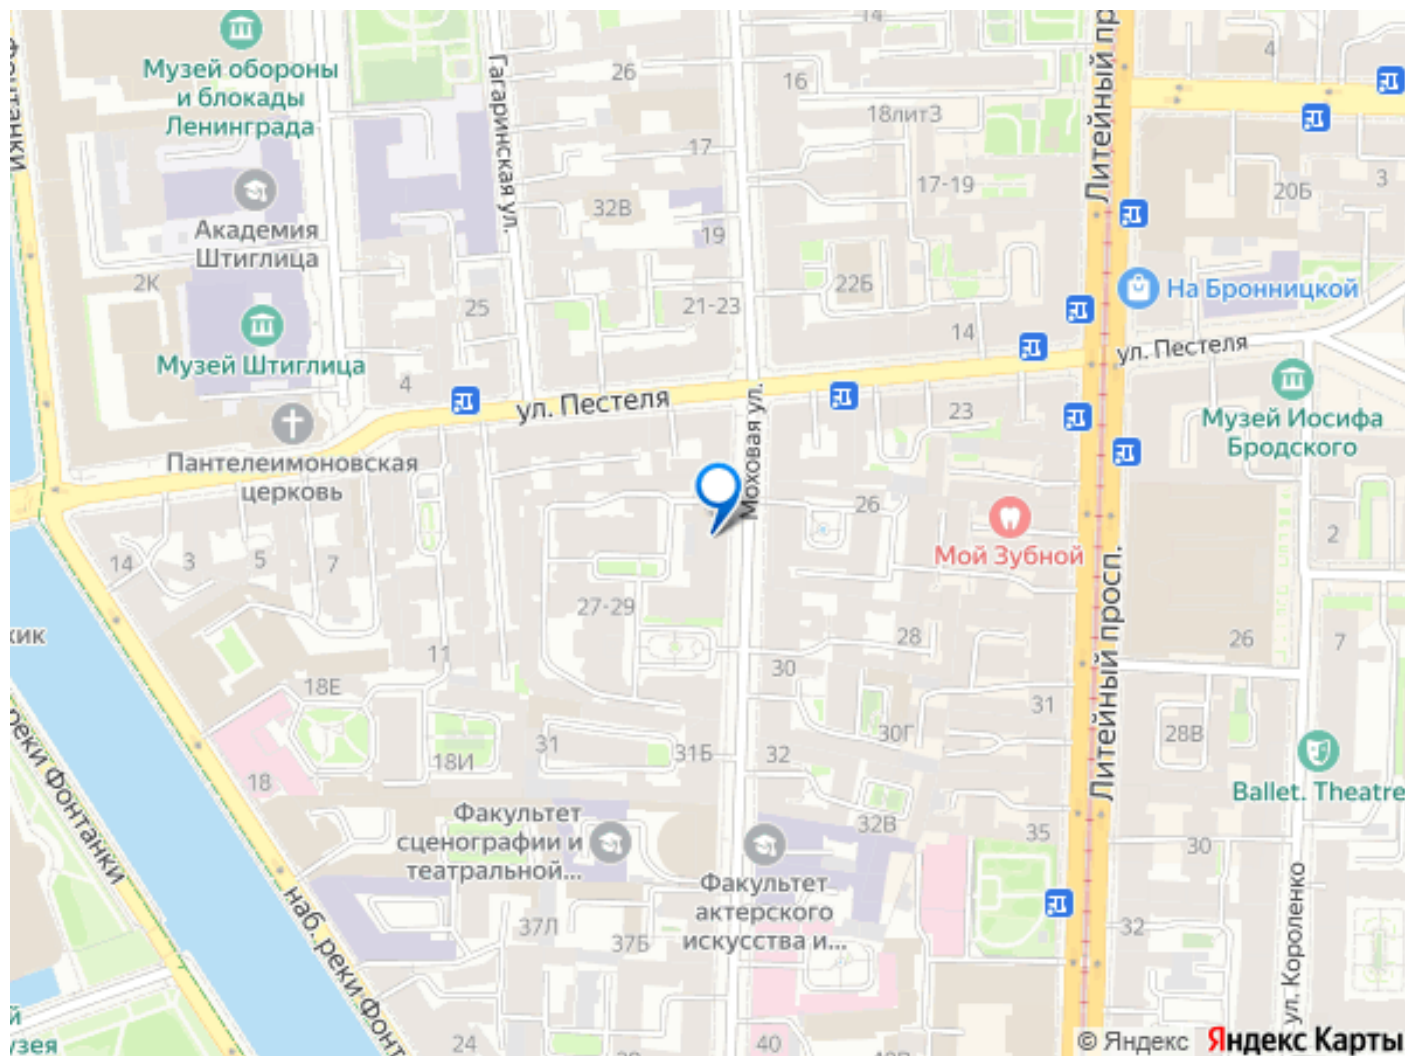 14
Музей обороны
и блокады
Ленинграда
Фонтанки
Гагаринская ул.
26
16
18лит3
4
Литейный пр
17
17-19
20Б
3
Академия
Штиглица
32В
19
2К
25
21-23
22Б
14
На Бронницкой
Музей Штиглица
4
ул. Пестеля
ул. Пестеля
Моховая ул.
23
Музей Иосифа
Бродского
Пантелеимоновская
церковь
26
Мой Зубной
2
14
3
5
7
27-29
28
26
7
11
30
18Е
31
31Б
32
30Г
31
28В
Литейный просп.
18
18И
Ballet. Theatre
Факультет
сценографии и
театральной...
32В
35
30
реки Фонтанки
Факультет
актерского
искусства и...
наб. реки Фонт
37Л
37Б
32
ул. Короленко
24
40
© Яндекс
Яндекс Карты